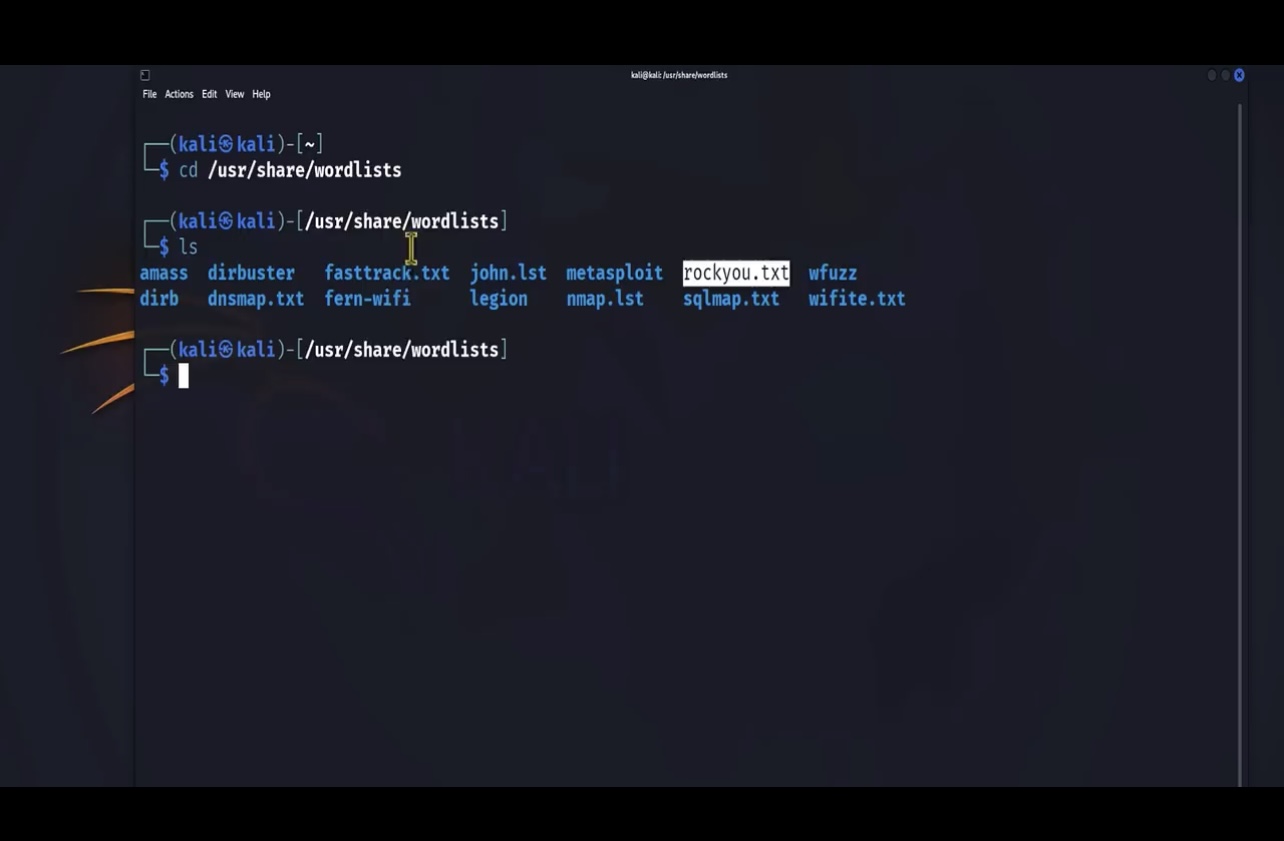 kali@kali: /usr/share/wordlists
File Actions Edit View Help
┌──(kali㉿kali)-[~]
└─$ cd /usr/share/wordlists
┌──(kali㉿kali)-[/usr/share/wordlists]
└─$ ls
amass dirbuster fasttrack.txt john.lst metasploit rockyou.txt wfuzz
dirb dnsmap.txt fern-wifi legion nmap.lst sqlmap.txt wifite.txt
┌──(kali㉿kali)-[/usr/share/wordlists]
└─$
KALI